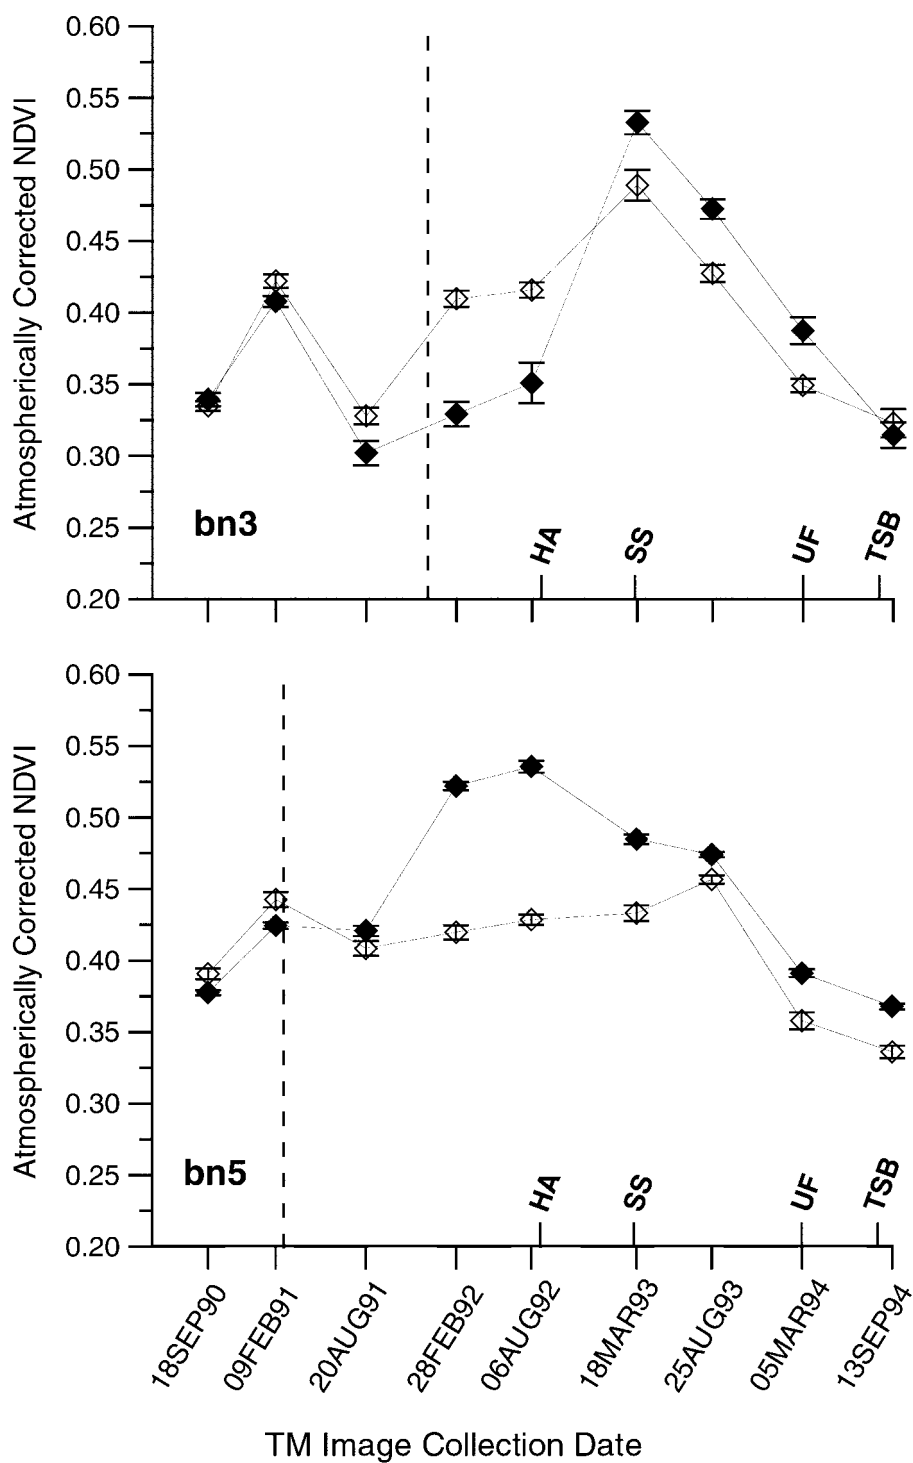 0.60
0.55
0.50
0.45
0.40
0.35
0.30
0.25
0.20
Atmospherically Corrected NDVI
bn3
HA
SS
UF
TSB
0.60
0.55
0.50
0.45
0.40
0.35
0.30
0.25
0.20
Atmospherically Corrected NDVI
bn5
HA
SS
UF
TSB
18SEP90
09FEB91
20AUG91
28FEB92
06AUG92
18MAR93
25AUG93
05MAR94
13SEP94
TM Image Collection Date